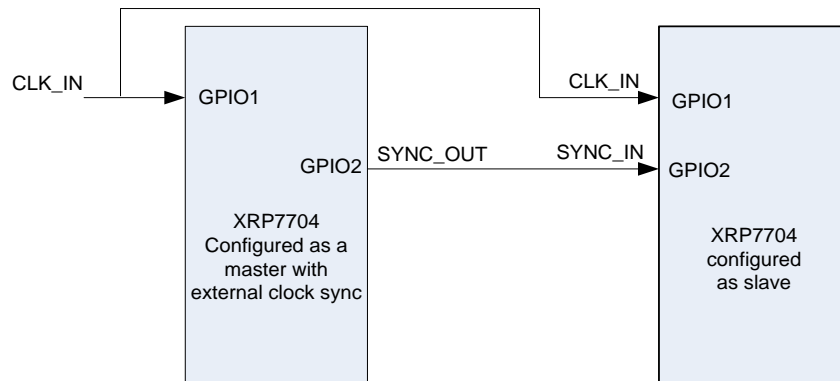 CLK_IN
GPIO1
GPIO2
SYNC_OUT
XRP7704
Configured as a
master with
external clock sync
CLK_IN
GPIO1
SYNC_IN
GPIO2
XRP7704
configured
as slave